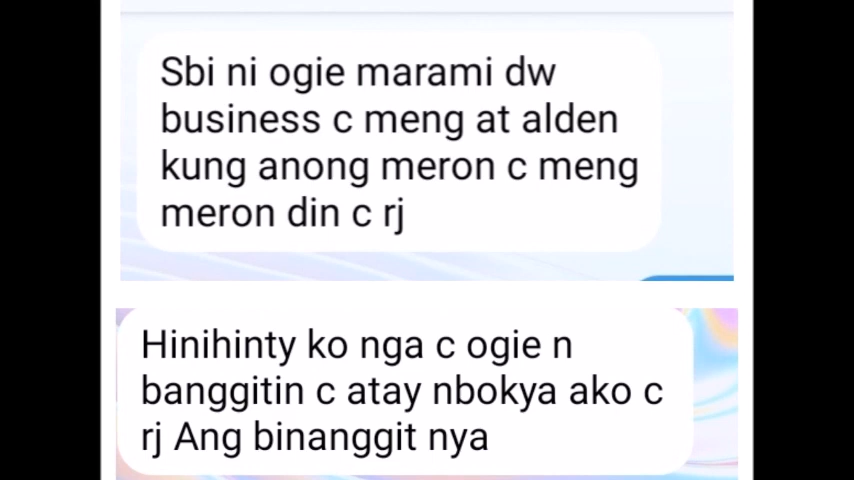 Sbi ni ogie marami dw
business c meng at alden
kung anong meron c meng
meron din c rj
Hinihinty ko nga c ogie n
banggitin c atay nbokya ako c
rj Ang binanggit nya